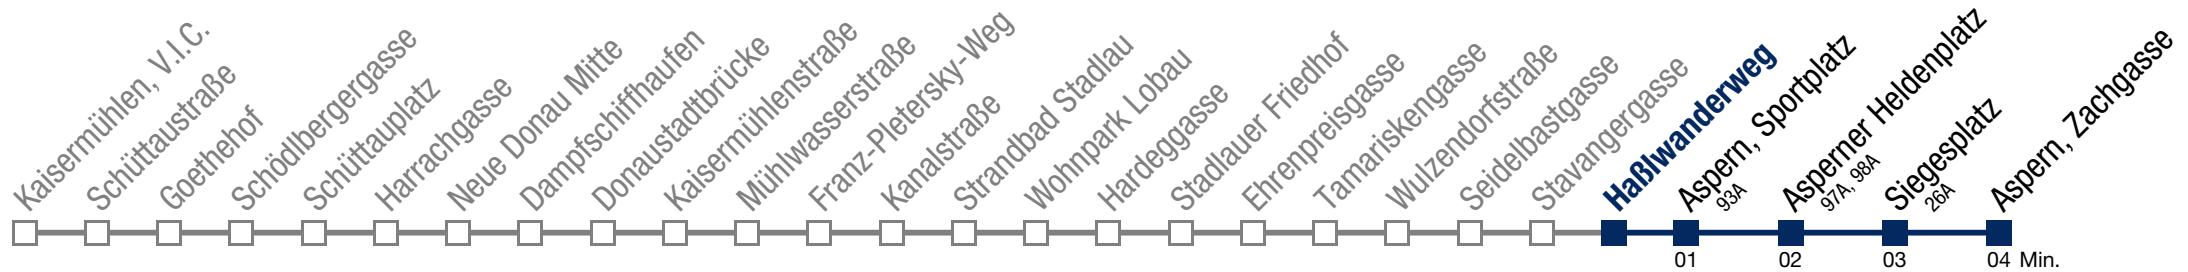 Kaisermühlen, V.I.C.
Schüttaustraße
Goethehof
Schödlbergergasse
Schüttauplatz
Harrachgasse
Neue Donau Mitte
Dampfschiffhaufen
Donaustadtbrücke
Kaisermühlenstraße
Mühlwasserstraße
Franz-Pletersky-Weg
Kanalstraße
Strandbad Stadlau
Wohnpark Lobau
Hardeggasse
Stadlauer Friedhof
Ehrenpreisgasse
Tamariskengasse
Wulzendorfstraße
Seidelbastgasse
Stavangergasse
Haßlwanderweg
Aspern, Sportplatz
93A
Asperner Heldenplatz
97A, 98A
Siegesplatz
26A
Aspern, Zachgasse
01 02 03 04 Min.